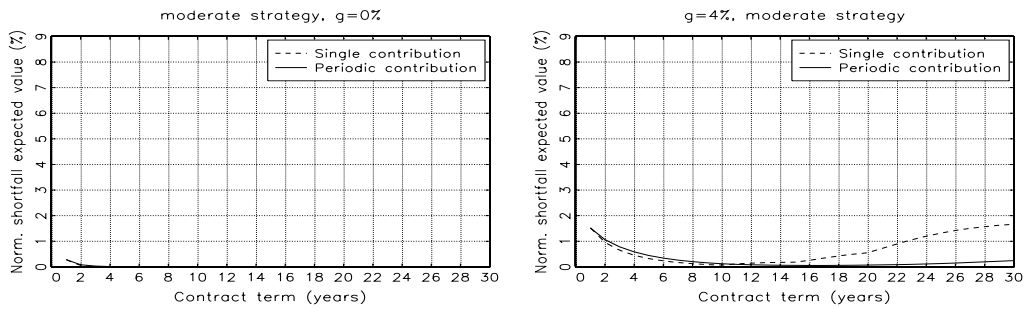 moderate strategy, g=0%
Norm. shortfall expected value (%)
9
8
7
6
5
4
3
2
1
0
Single contribution
Periodic contribution
0 2 4 6 8 10 12 14 16 18 20 22 24 26 28 30
Contract term (years)
g=4%, moderate strategy
Norm. shortfall expected value (%)
9
8
7
6
5
4
3
2
1
0
Single contribution
Periodic contribution
0 2 4 6 8 10 12 14 16 18 20 22 24 26 28 30
Contract term (years)